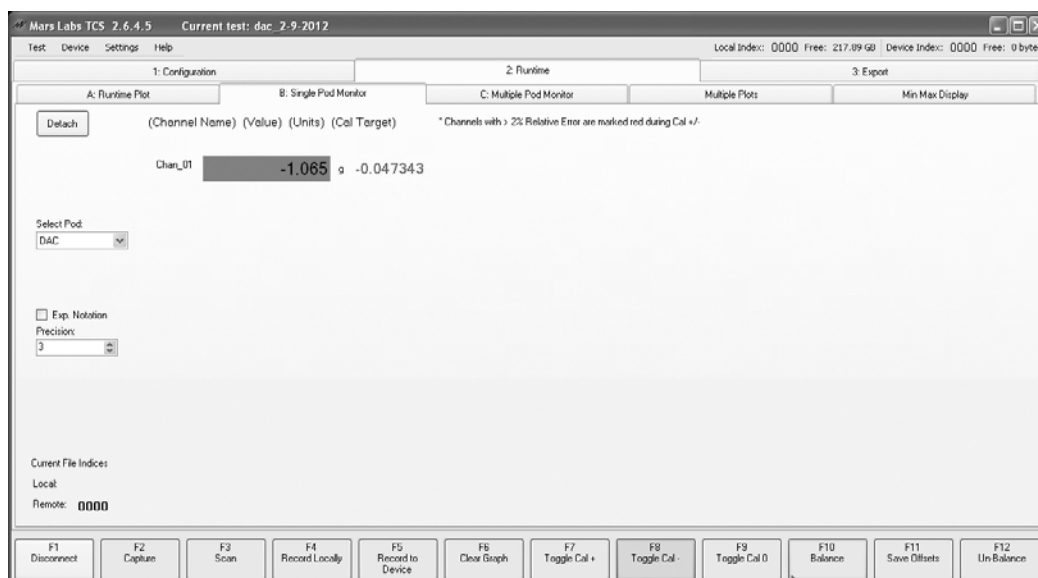 Mars Labs TCS 2.6.4.5 Current test: dac_2-9-2012
Test Device Settings Help Local Index: 0000 Free: 217.89 GB Device Index: 0000 Free: 0 byte
1: Configuration 2: Runtime 3: Export
A: Runtime Plot B: Single Pod Monitor C: Multiple Pod Monitor Multiple Plots Min Max Display
Detach (Channel Name) (Value) (Units) (Cal Target) * Channels with > 2% Relative Error are marked red during Cal +/-
Chan_01 -1.065 g -0.047343
Select Pod:
DAC
Exp. Notation
Precision:
3
Current File Indices
Local:
Remote: 0000
F1 F2 F3 F4 F5 F6 F7 F8 F9 F10 F11 F12
Disconnect Capture Scan Record Locally Record to Device Clear Graph Toggle Cal + Toggle Cal - Toggle Cal 0 Balance Save Offsets Un-Balance